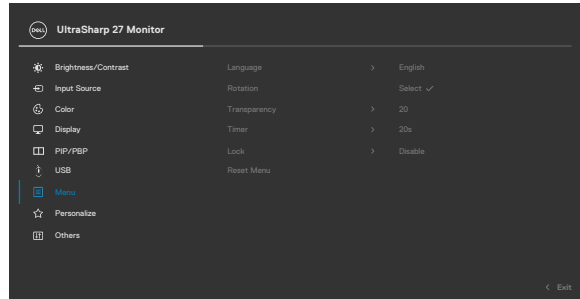 DELL UltraSharp 27 Monitor
Brightness/Contrast Language > English
Input Source Rotation Select ✓
Color Transparency > 20
Display Timer > 20s
PIP/PBP Lock > Disable
USB Reset Menu
Menu
Personalize
Others
< Exit